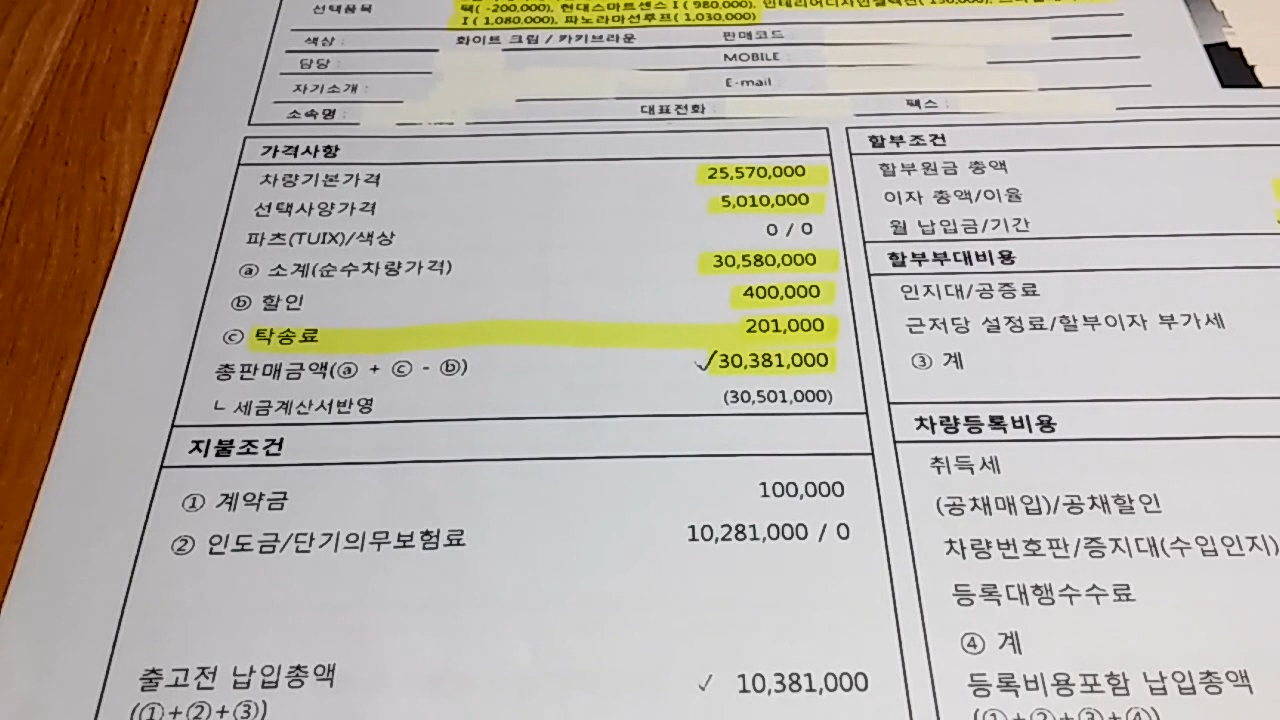 선택품목
팩( -200,000), 현대스마트센스 I ( 980,000), 인테리어디자인셀렉션(
I ( 1,080,000), 파노라마선루프( 1,030,000)
색상 : 화이트 크림 / 카키브라운 판매코드 :
담당 : MOBILE :
자기소개 : E-mail :
소속명 : 대표전화 : 팩스 :
가격사항
차량기본가격 25,570,000
선택사양가격 5,010,000
파츠(TUIX)/색상 0 / 0
ⓐ 소계(순수차량가격) 30,580,000
ⓑ 할인 400,000
ⓒ 탁송료 201,000
총판매금액(ⓐ + ⓒ - ⓑ) ✓30,381,000
ㄴ 세금계산서반영 (30,501,000)
지불조건
① 계약금 100,000
② 인도금/단기의무보험료 10,281,000 / 0
출고전 납입총액 ✓ 10,381,000
(①+②+③))
할부조건
할부원금 총액
이자 총액/이율
월 납입금/기간
할부부대비용
인지대/공증료
근저당 설정료/할부이자 부가세
③ 계
차량등록비용
취득세
(공채매입)/공채할인
차량번호판/증지대(수입인지)
등록대행수수료
④ 계
등록비용포함 납입총액
(①+②+③+④)